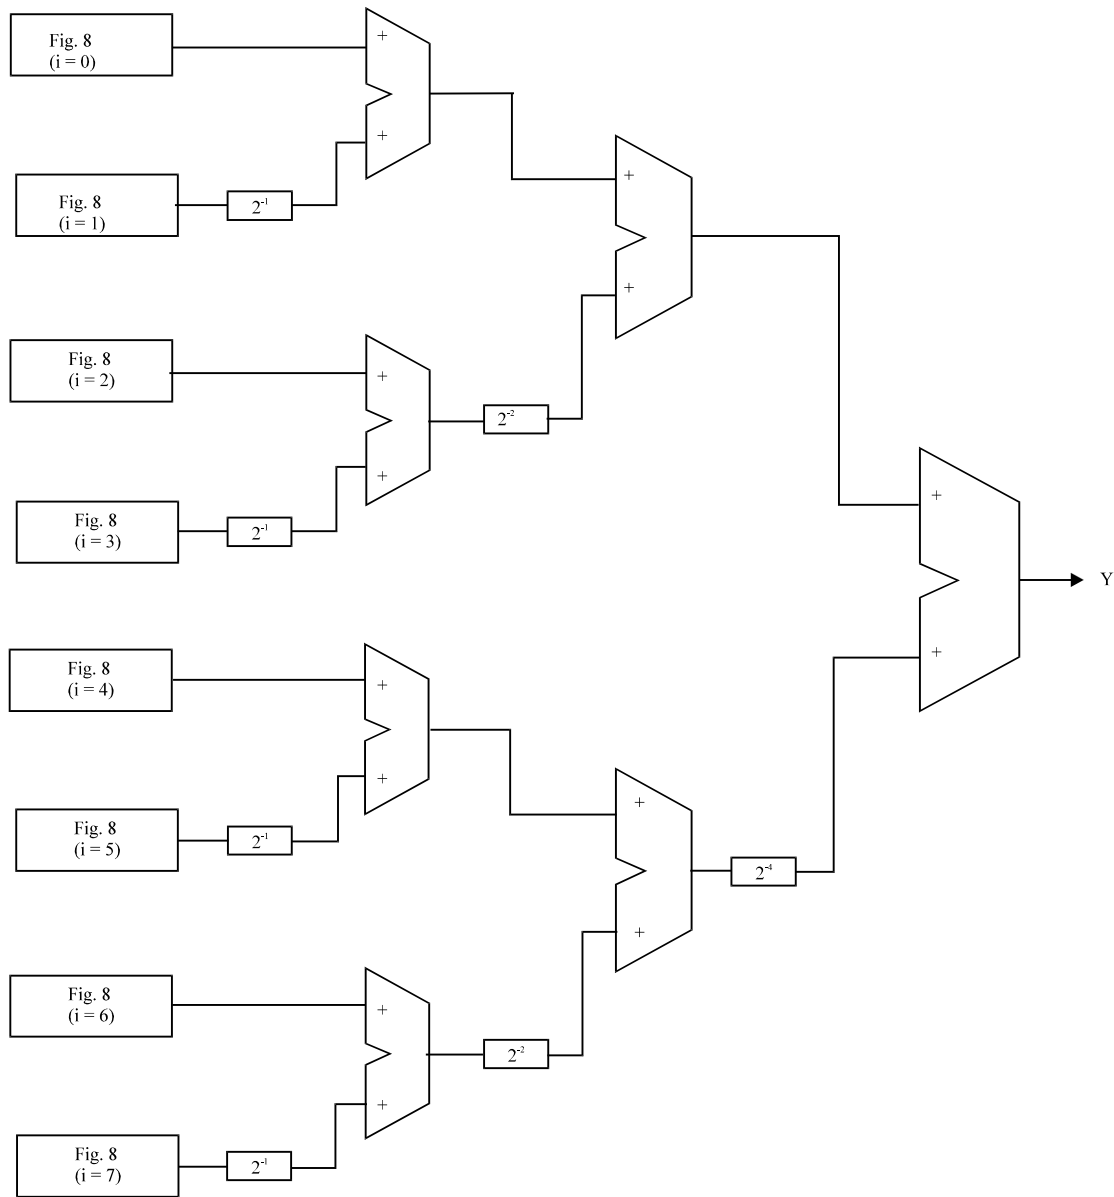 Fig. 8
(i = 0)
+
+
Fig. 8
(i = 1)
2⁻¹
+
+
Fig. 8
(i = 2)
+
+
2⁻²
Fig. 8
(i = 3)
2⁻¹
+
+
Y
Fig. 8
(i = 4)
+
+
Fig. 8
(i = 5)
2⁻¹
+
+
2⁻⁴
Fig. 8
(i = 6)
+
+
2⁻²
Fig. 8
(i = 7)
2⁻¹